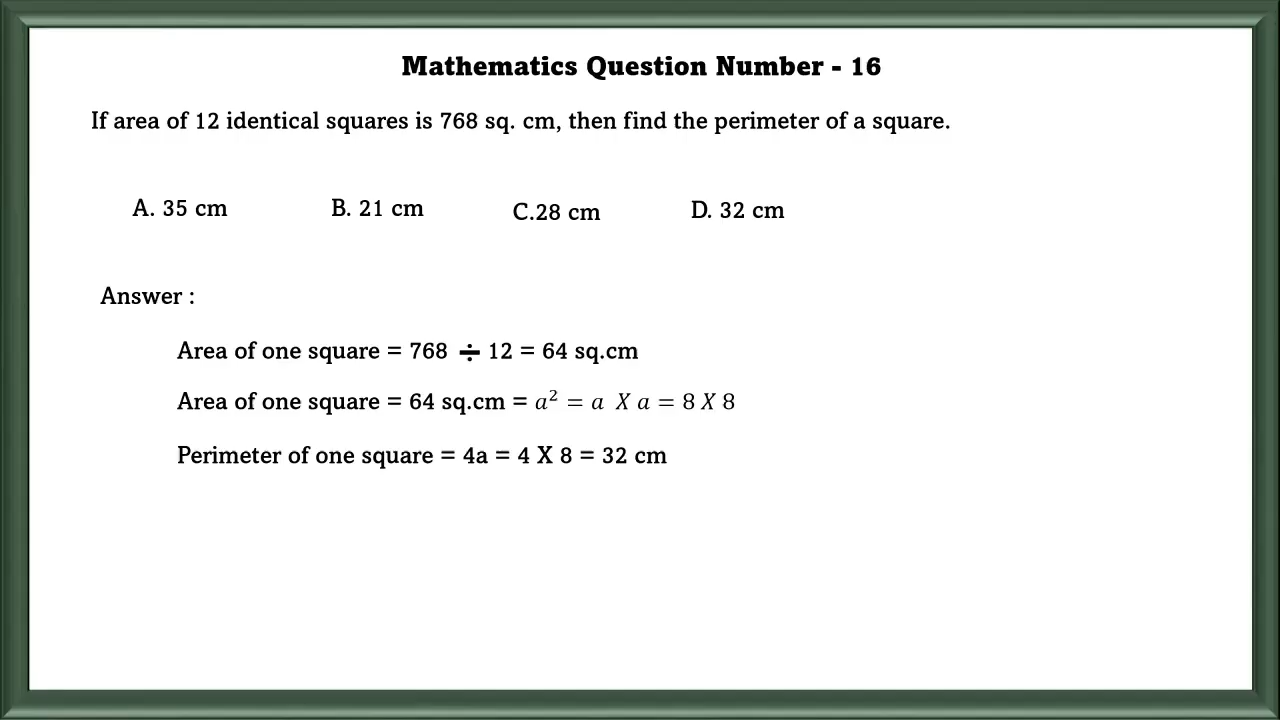 Mathematics Question Number - 16
If area of 12 identical squares is 768 sq. cm, then find the perimeter of a square.
A. 35 cm B. 21 cm C.28 cm D. 32 cm
Answer :
Area of one square = 768 ÷ 12 = 64 sq.cm
Area of one square = 64 sq.cm = a² = a X a = 8 X 8
Perimeter of one square = 4a = 4 X 8 = 32 cm